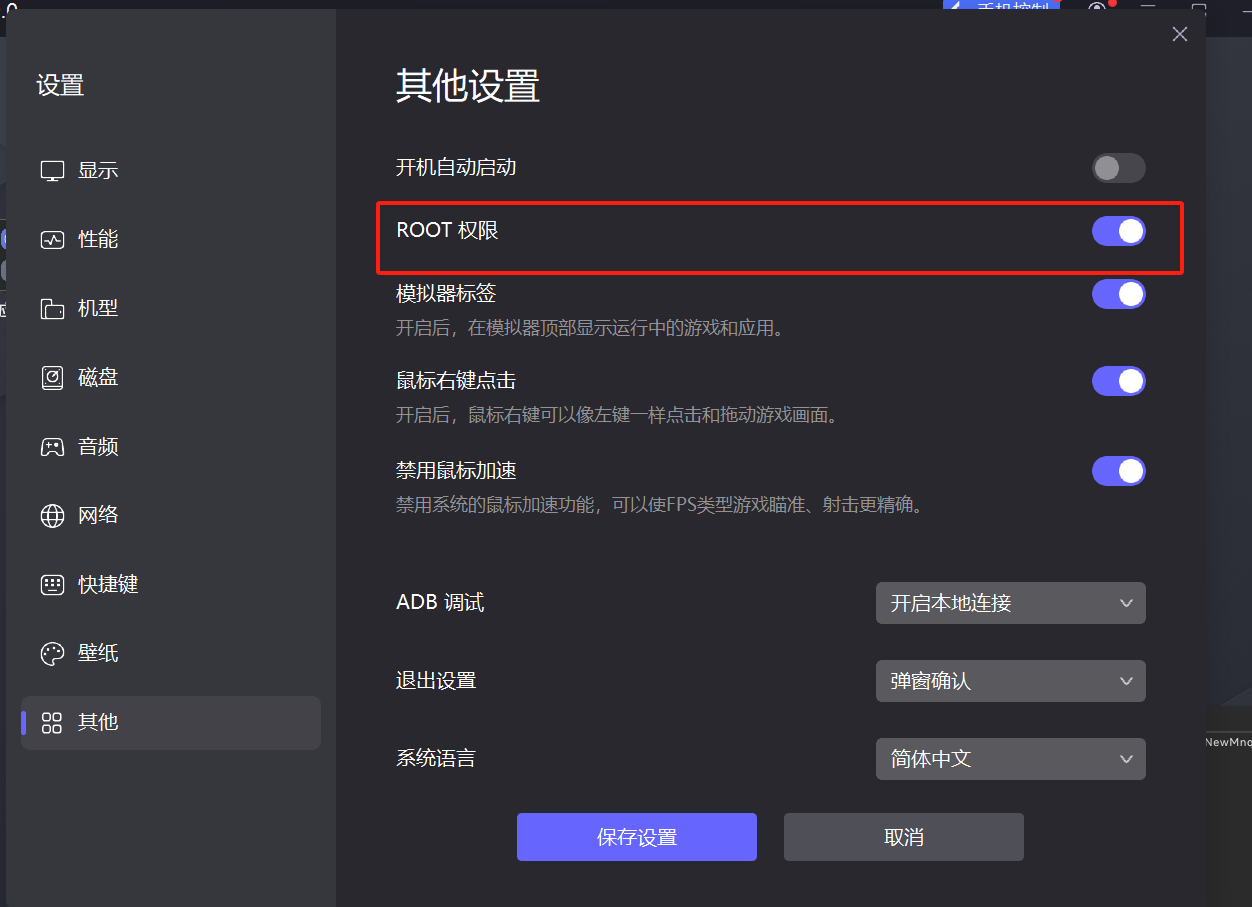 .0
手机控制
设置
显示
性能
机型
磁盘
音频
网络
快捷键
壁纸
其他
其他设置
开机自动启动
ROOT 权限
模拟器标签
开启后，在模拟器顶部显示运行中的游戏和应用。
鼠标右键点击
开启后，鼠标右键可以像左键一样点击和拖动游戏画面。
禁用鼠标加速
禁用系统的鼠标加速功能，可以使FPS类型游戏瞄准、射击更精确。
ADB 调试
开启本地连接
退出设置
弹窗确认
系统语言
简体中文
保存设置
取消
NewMnq